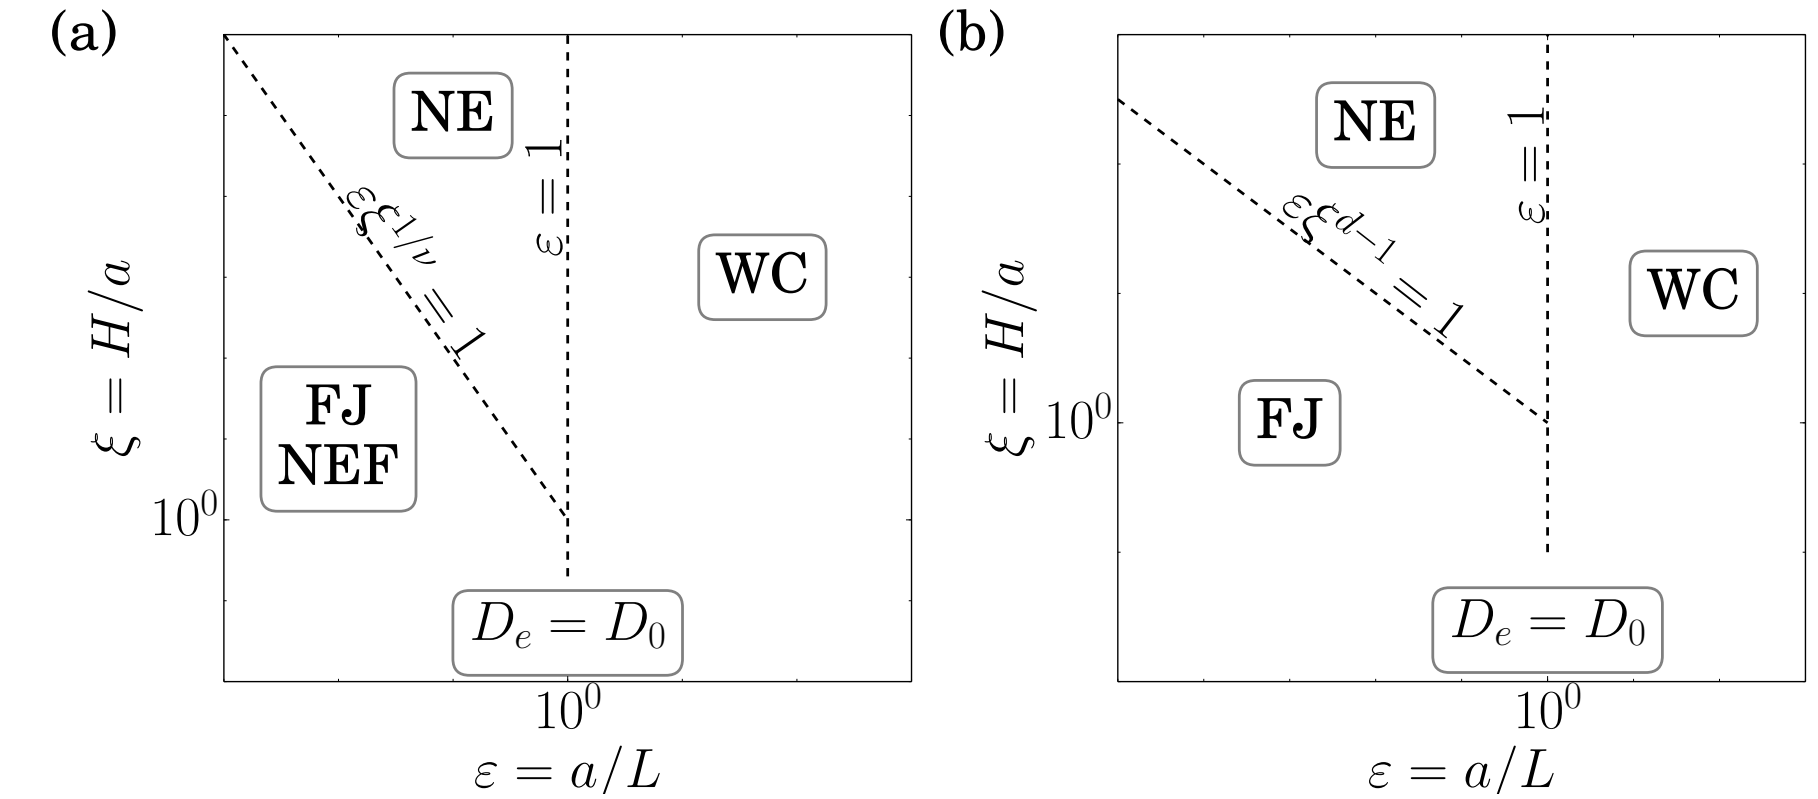 (a)
NE
ε = 1
εξ^{1/ν} = 1
WC
FJ
NEF
ξ = H/a
10^0
D_e = D_0
10^0
ε = a/L
(b)
NE
ε = 1
εξ^{d−1} = 1
WC
FJ
ξ = H/a
10^0
D_e = D_0
10^0
ε = a/L